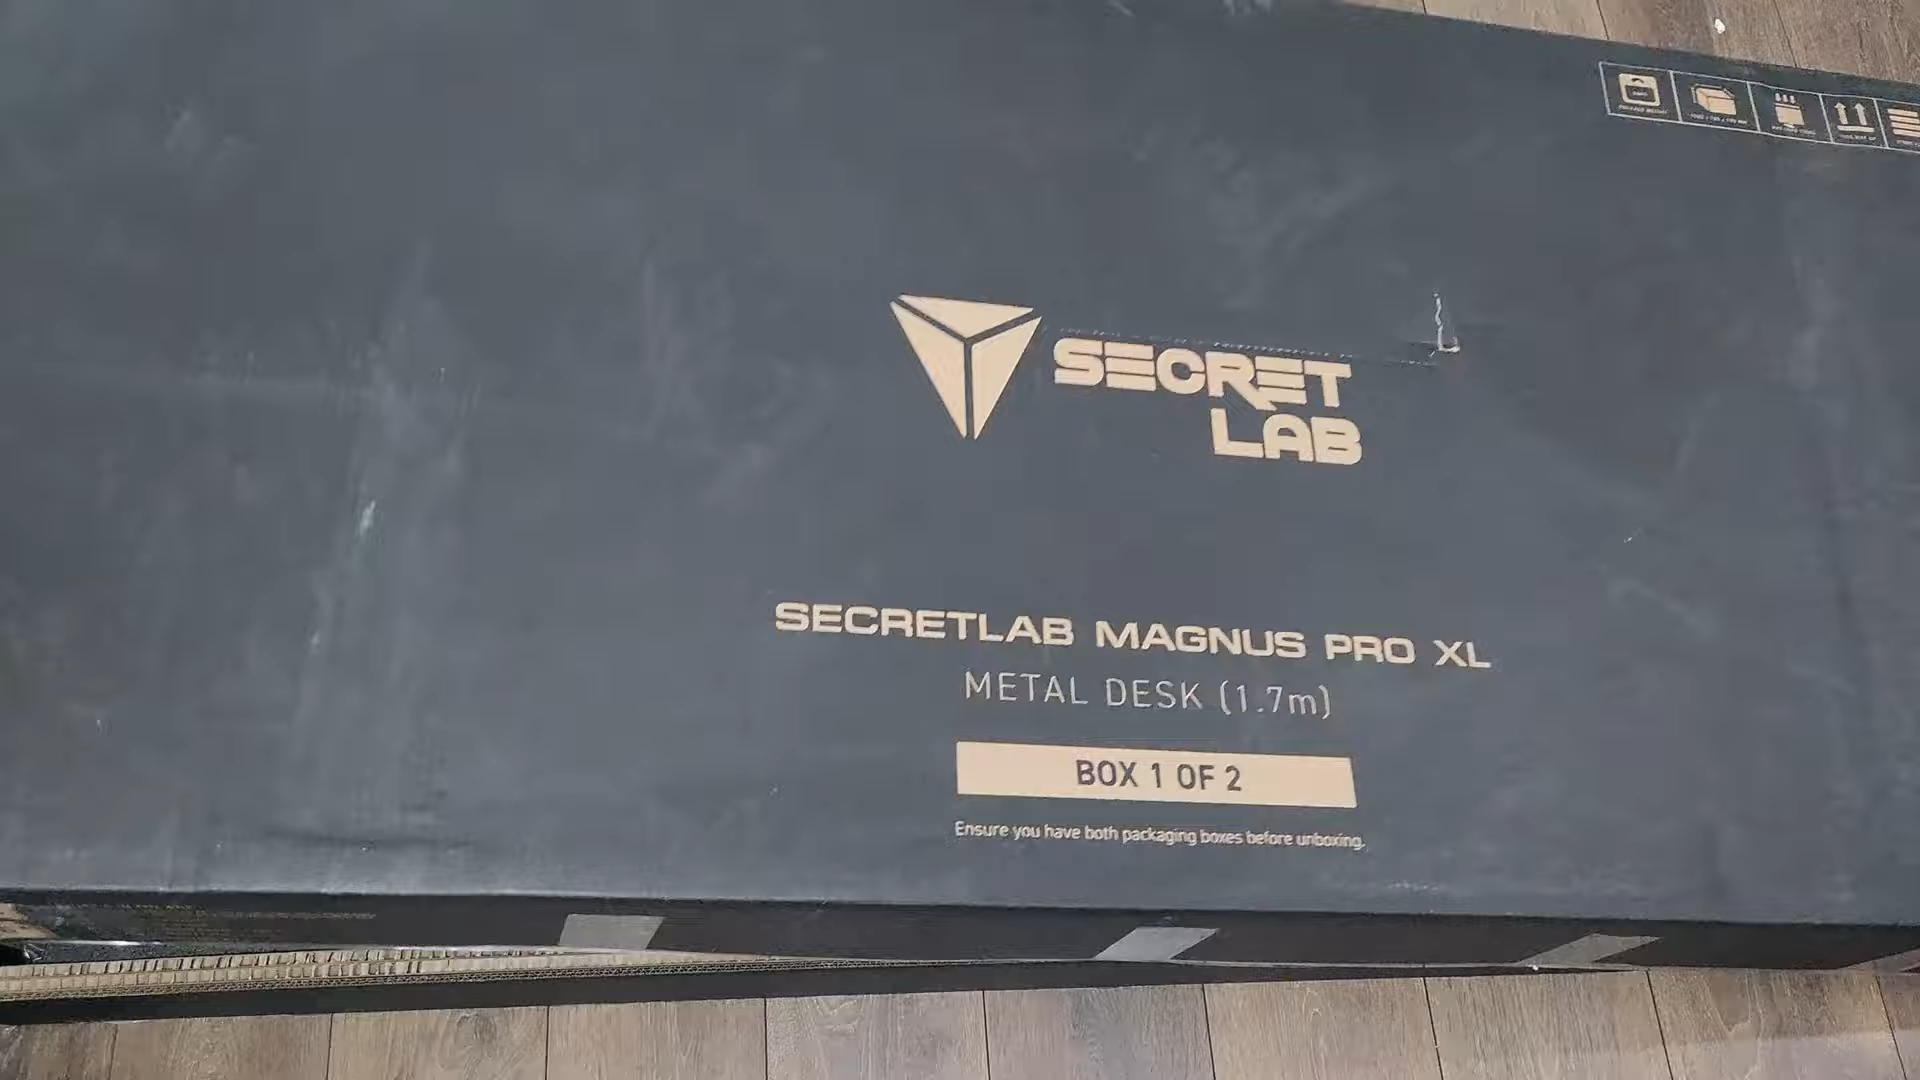 SECRET
LAB
SECRETLAB MAGNUS PRO XL
METAL DESK (1.7m)
BOX 1 OF 2
Ensure you have both packaging boxes before unboxing.